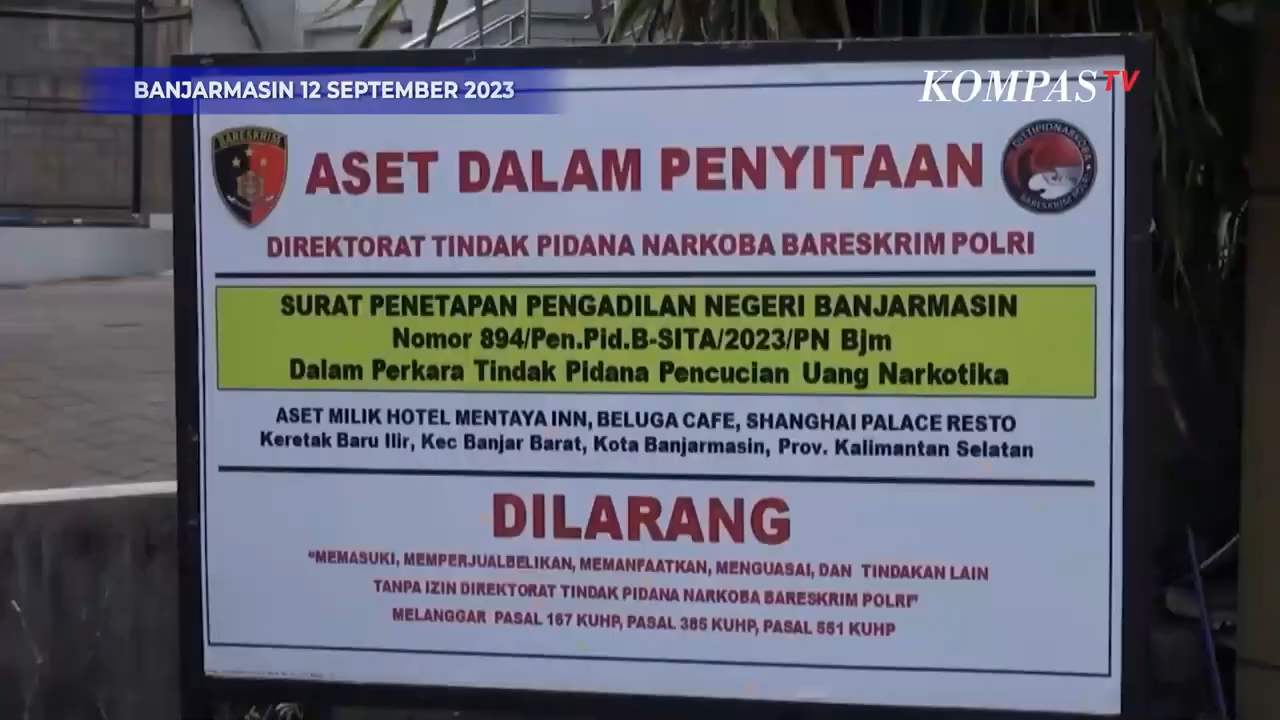 BANJARMASIN 12 SEPTEMBER 2023
KOMPAS TV
BARESKRIM
ASET DALAM PENYITAAN
DIREKTORAT TINDAK PIDANA NARKOBA BARESKRIM POLRI
SURAT PENETAPAN PENGADILAN NEGERI BANJARMASIN
Nomor 894/Pen.Pid.B-SITA/2023/PN Bjm
Dalam Perkara Tindak Pidana Pencucian Uang Narkotika
ASET MILIK HOTEL MENTAYA INN, BELUGA CAFE, SHANGHAI PALACE RESTO
Keretak Baru Ilir, Kec Banjar Barat, Kota Banjarmasin, Prov. Kalimantan Selatan
DILARANG
"MEMASUKI, MEMPERJUALBELIKAN, MEMANFAATKAN, MENGUASAI, DAN TINDAKAN LAIN
TANPA IZIN DIREKTORAT TINDAK PIDANA NARKOBA BARESKRIM POLRI"
MELANGGAR PASAL 167 KUHP, PASAL 385 KUHP, PASAL 551 KUHP